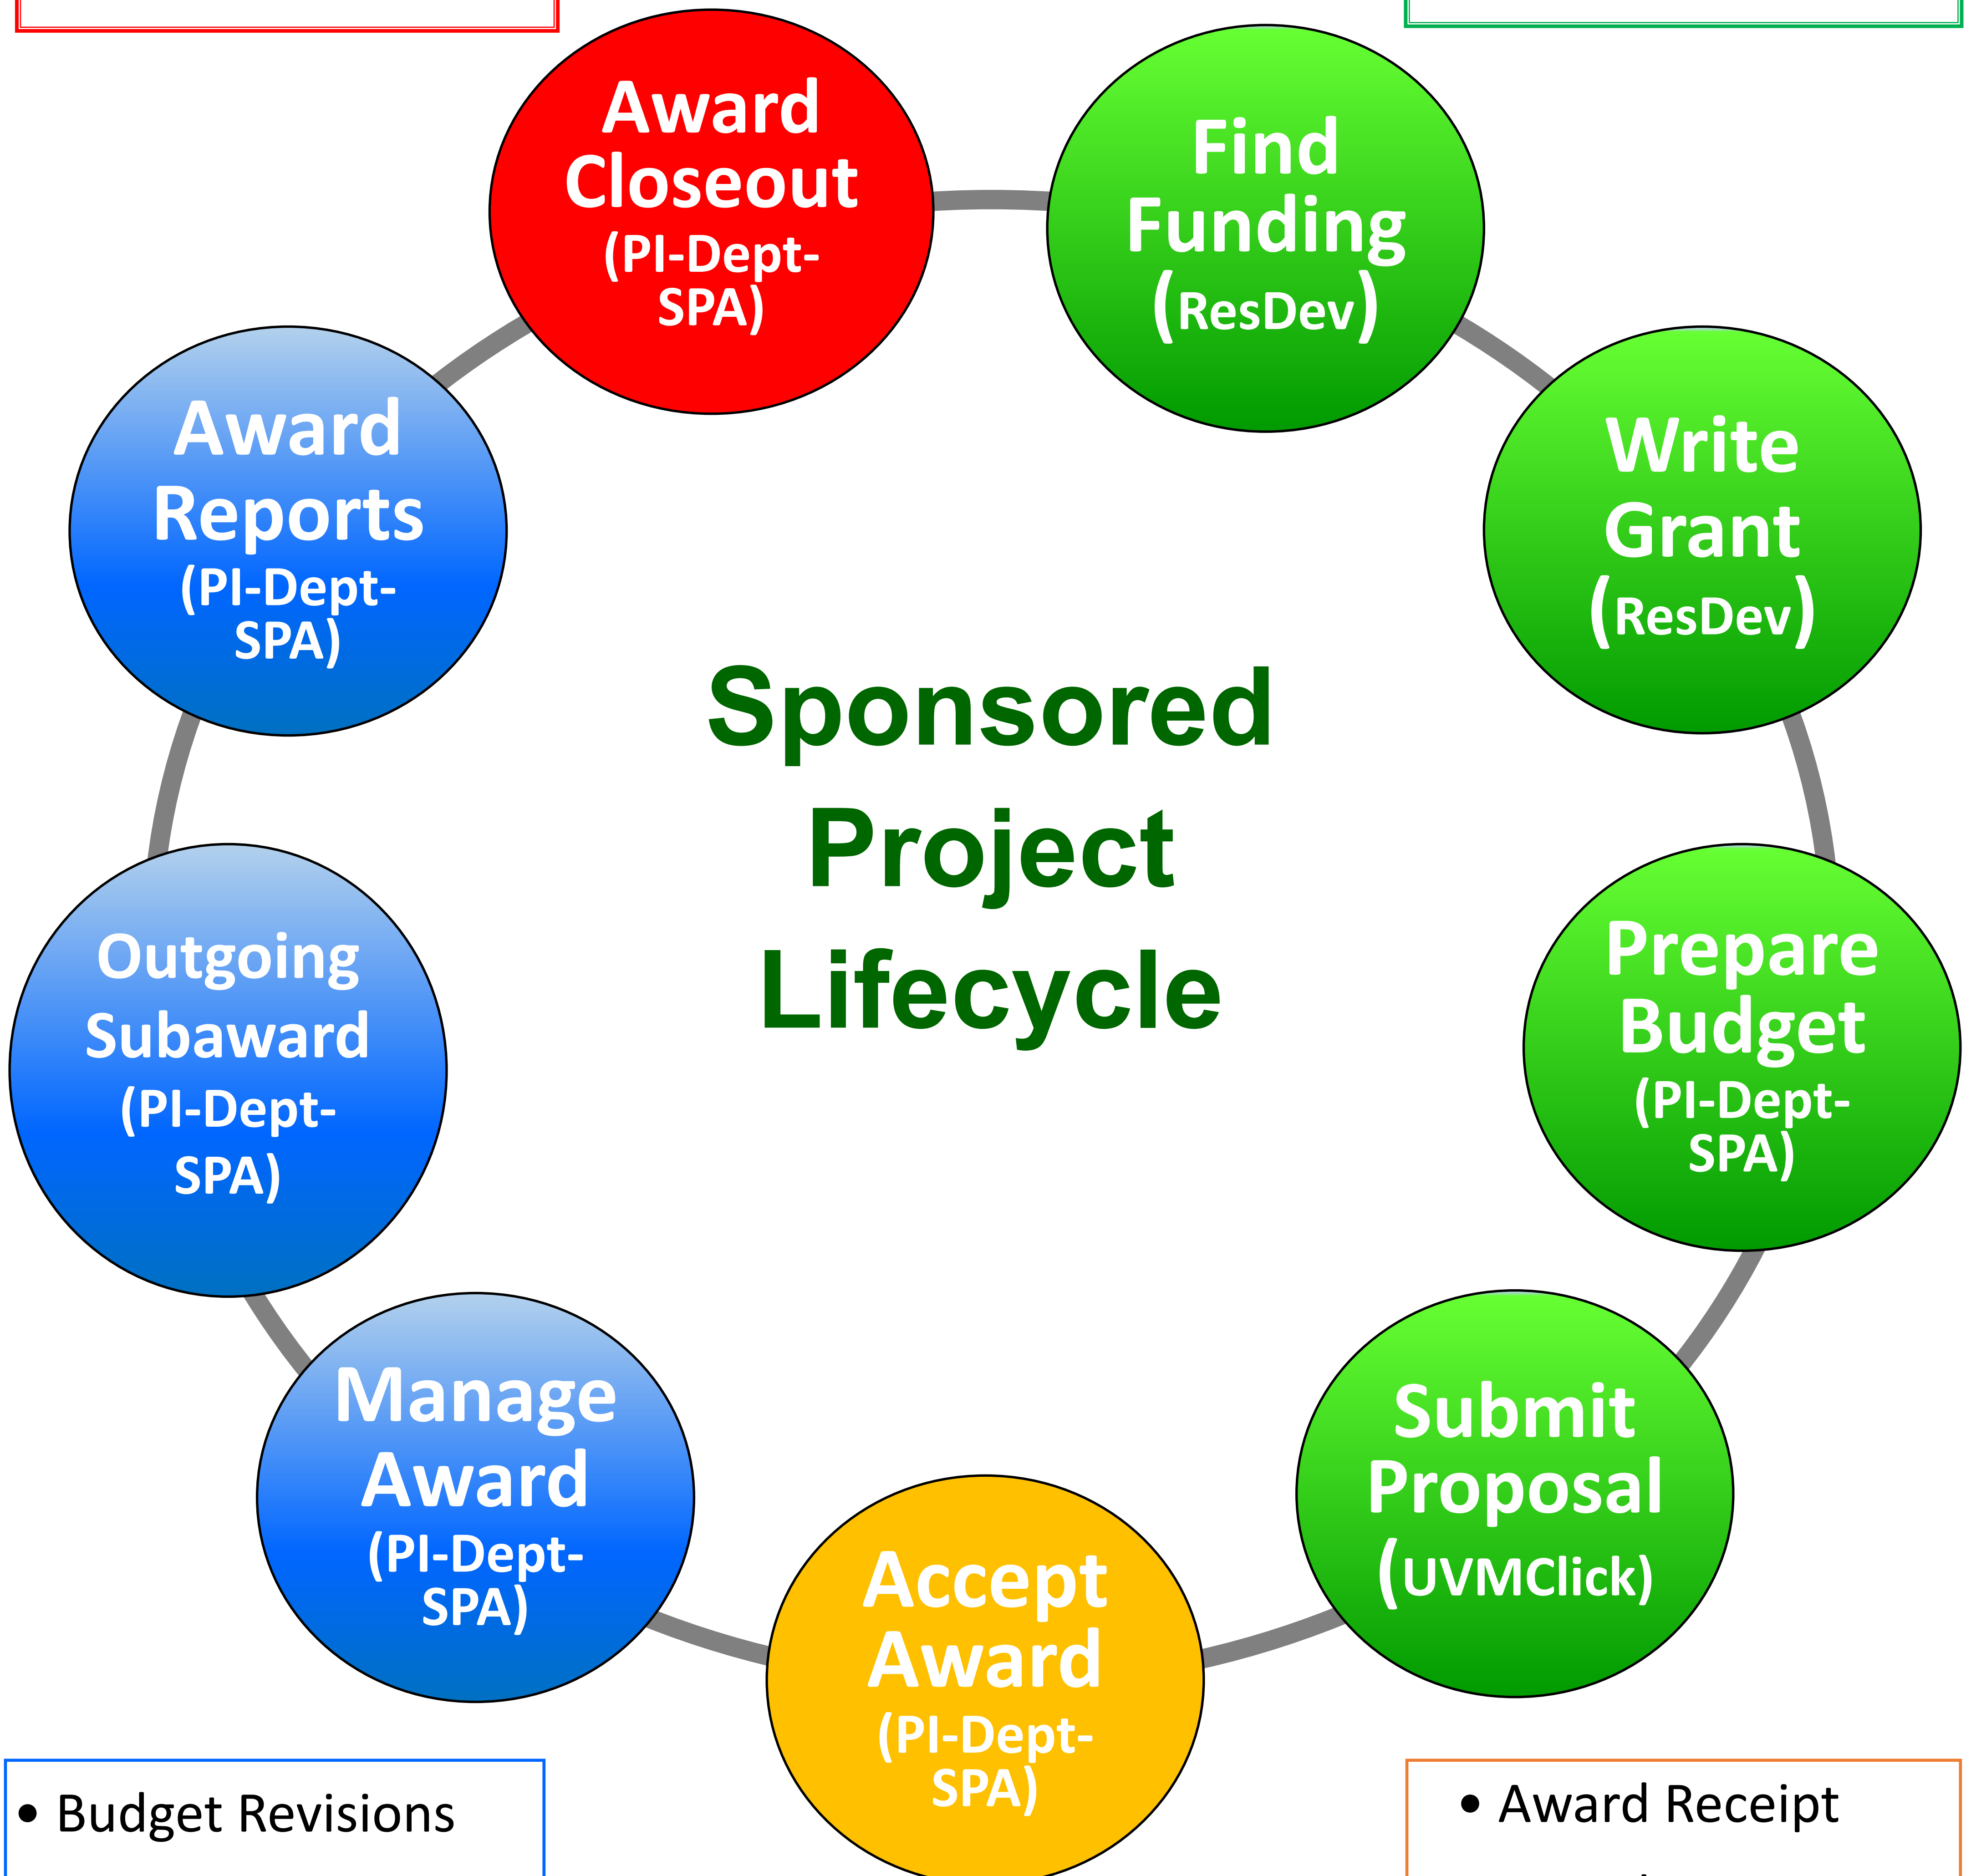 Award
Closeout
(PI-Dept-
SPA)
Find
Funding
(ResDev)
Write
Grant
(ResDev)
Prepare
Budget
(PI-Dept-
SPA)
Submit
Proposal
(UVMClick)
Accept
Award
(PI-Dept-
SPA)
Manage
Award
(PI-Dept-
SPA)
Outgoing
Subaward
(PI-Dept-
SPA)
Award
Reports
(PI-Dept-
SPA)
Sponsored
Project
Lifecycle
• Budget Revisions
• Award Receipt